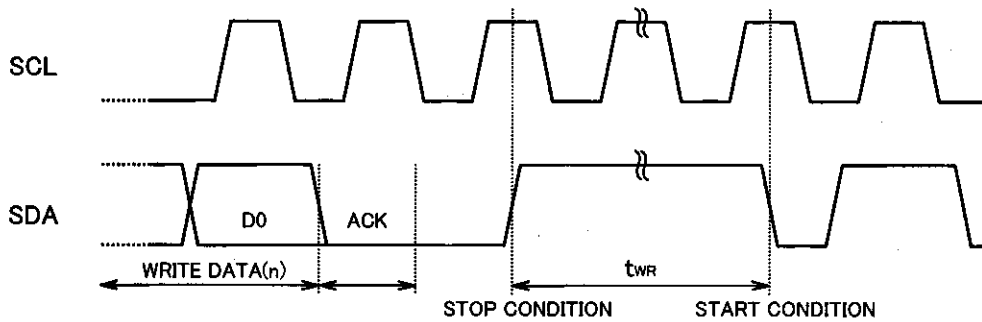 SCL
SDA
D0
ACK
WRITE DATA(n)
tWR
STOP CONDITION
START CONDITION